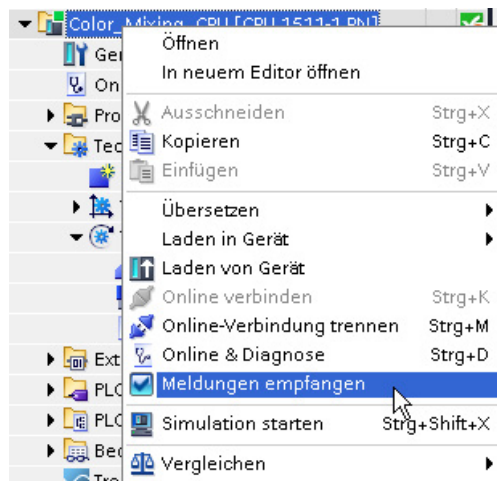 Color_Mixing_CPU [CPU 1511-1 PN]
Öffnen
In neuem Editor öffnen
Ausschneiden Strg+X
Kopieren Strg+C
Einfügen Strg+V
Übersetzen
Laden in Gerät
Laden von Gerät
Online verbinden Strg+K
Online-Verbindung trennen Strg+M
Online & Diagnose Strg+D
Meldungen empfangen
Simulation starten Strg+Shift+X
Vergleichen
Ger
On
Pro
Tec
Ext
PLC
PLC
Beo